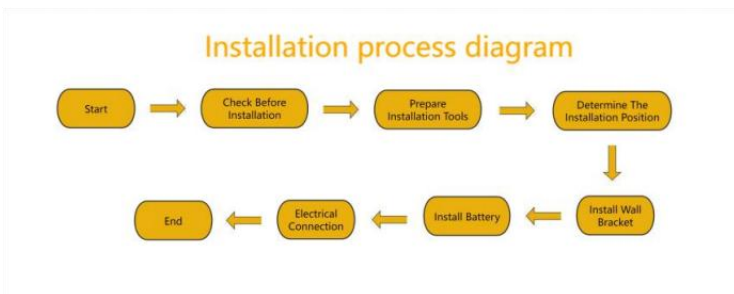 Installation process diagram
Start
Check Before
Installation
Prepare
Installation Tools
Determine The
Installation Position
Install Wall
Bracket
Install Battery
Electrical
Connection
End